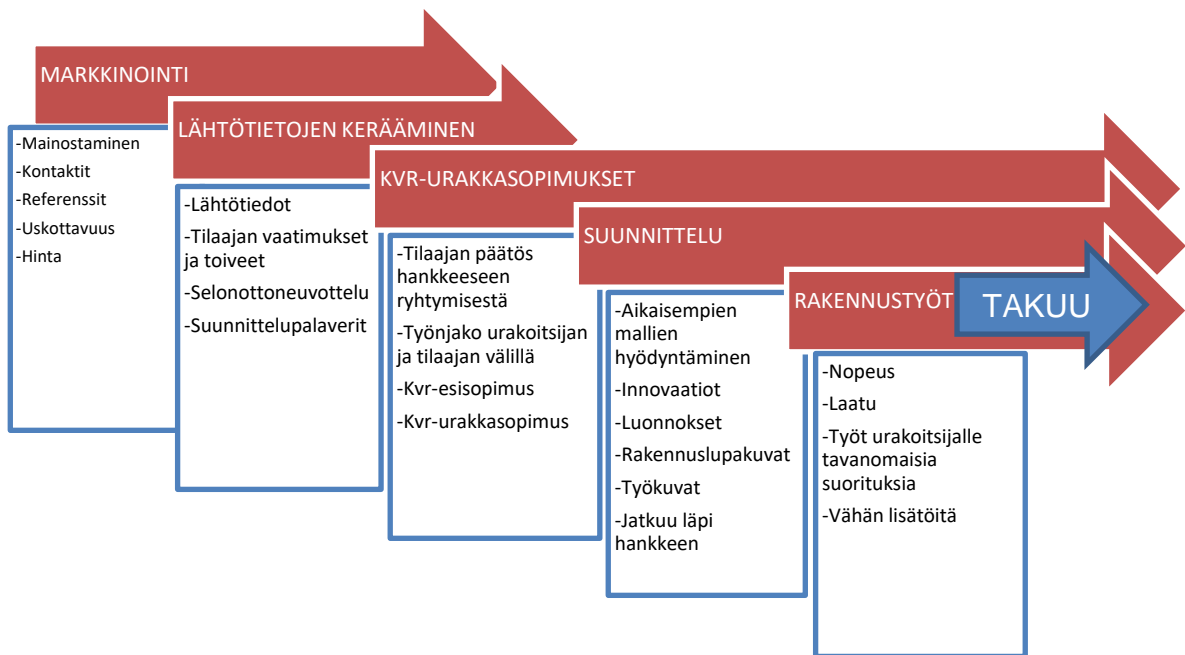 MARKKINOINTI
-Mainostaminen
-Kontaktit
-Referenssit
-Uskottavuus
-Hinta
LÄHTÖTIETOJEN KERÄÄMINEN
-Lähtötiedot
-Tilaajan vaatimukset
ja toiveet
-Selonottoneuvottelu
-Suunnittelupalaverit
KVR-URAKKASOPIMUKSET
-Tilaajan päätös
hankkeeseen
ryhtymisestä
-Työnjako urakoitsijan
ja tilaajan välillä
-Kvr-esisopimus
-Kvr-urakkasopimus
SUUNNITTELU
-Aikaisempien
mallien
hyödyntäminen
-Innovaatiot
-Luonnokset
-Rakennuslupakuvat
-Työkuvat
-Jatkuu läpi
hankkeen
RAKENNUSTYÖT
TAKUU
-Nopeus
-Laatu
-Työt urakoitsijalle
tavanomaisia
suorituksia
-Vähän lisätöitä